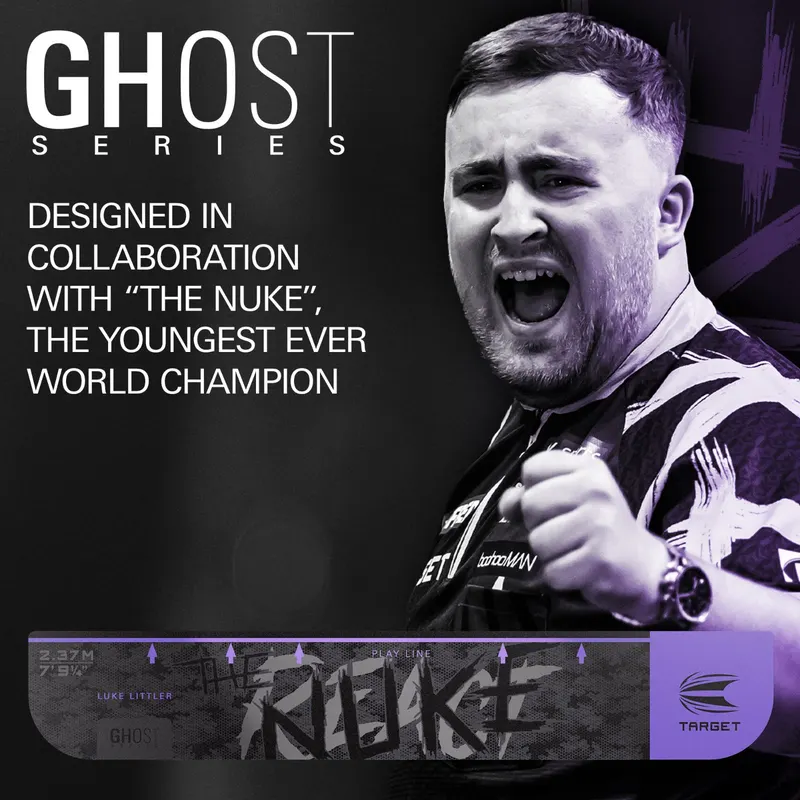 GHOST
SERIES
DESIGNED IN
COLLABORATION
WITH “THE NUKE”,
THE YOUNGEST EVER
WORLD CHAMPION
boohooMAN
2.37M
7' 9¼"
PLAY LINE
LUKE LITTLER
THE
NUKE
GHOST
TARGET